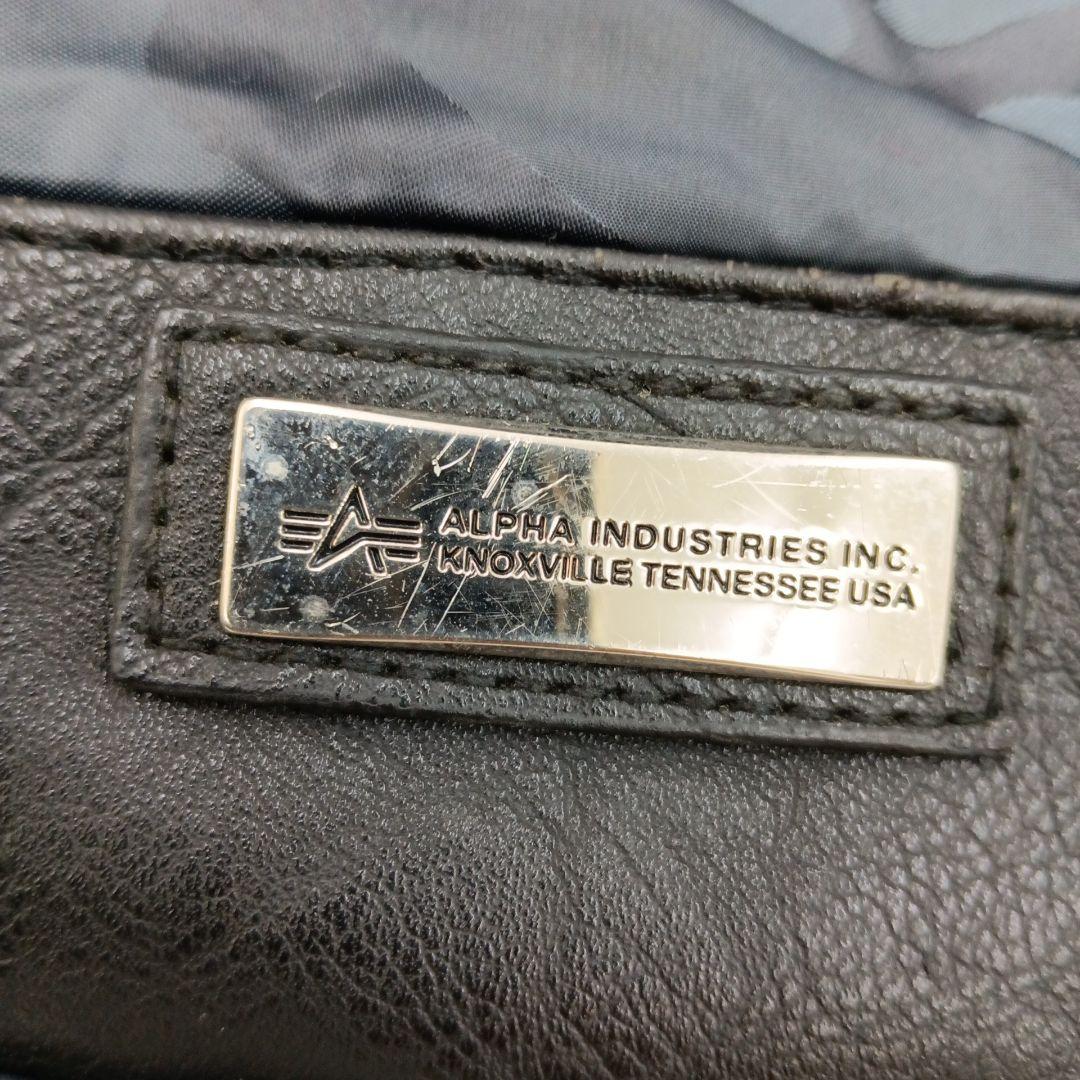 ALPHA INDUSTRIES INC.
KNOXVILLE TENNESSEE USA